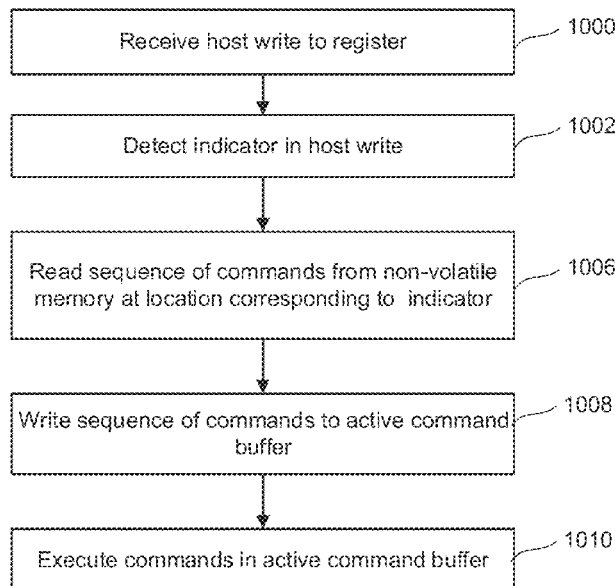 Receive host write to register
1000
Detect indicator in host write
1002
Read sequence of commands from non-volatile
memory at location corresponding to indicator
1006
Write sequence of commands to active command
buffer
1008
Execute commands in active command buffer
1010